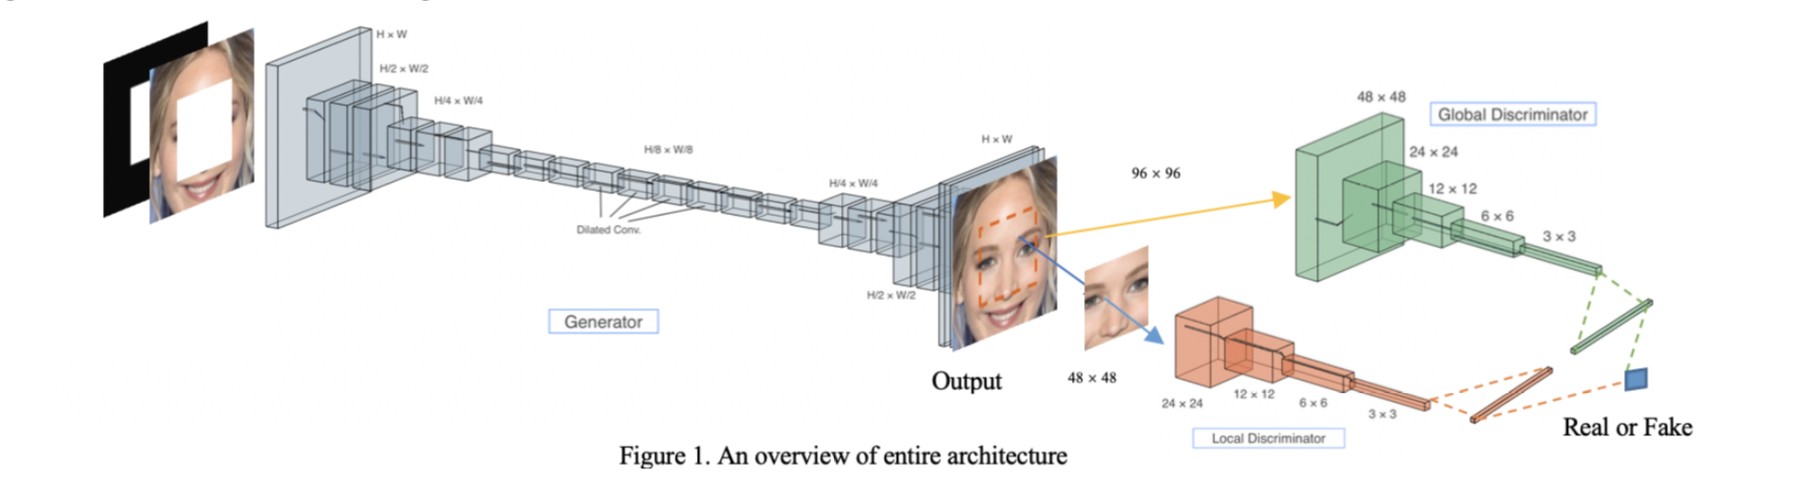 H × W
H/2 × W/2
H/4 × W/4
H/8 × W/8
Dilated Conv.
H/4 × W/4
H/2 × W/2
H × W
Generator
Output
96 × 96
48 × 48
48 × 48
24 × 24
12 × 12
6 × 6
3 × 3
Global Discriminator
24 × 24
12 × 12
6 × 6
3 × 3
Local Discriminator
Real or Fake
Figure 1. An overview of entire architecture